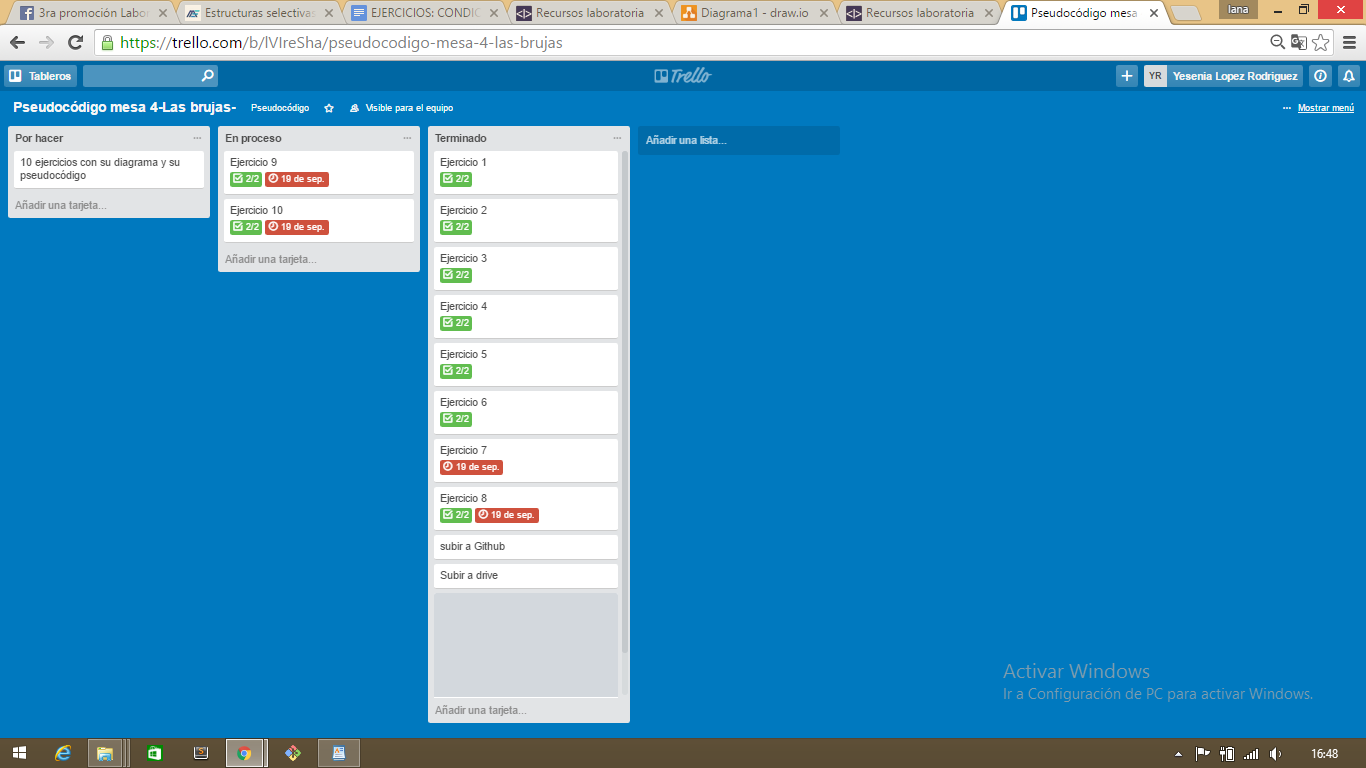 3ra promoción Labor
Estructuras selectivas
EJERCICIOS: CONDIC
Recursos laboratoria
Diagrama1 - draw.io
Recursos laboratoria
Pseudocódigo mesa
Iana
https://trello.com/b/lVIreSha/pseudocodigo-mesa-4-las-brujas
Tableros
Trello
YR
Yesenia Lopez Rodriguez
Pseudocódigo mesa 4-Las brujas-
Pseudocódigo
Visible para el equipo
... Mostrar menú
Por hacer
10 ejercicios con su diagrama y su
pseudocódigo
Añadir una tarjeta...
En proceso
Ejercicio 9
2/2
19 de sep.
Ejercicio 10
2/2
19 de sep.
Añadir una tarjeta...
Terminado
Ejercicio 1
2/2
Ejercicio 2
2/2
Ejercicio 3
2/2
Ejercicio 4
2/2
Ejercicio 5
2/2
Ejercicio 6
2/2
Ejercicio 7
19 de sep.
Ejercicio 8
2/2
19 de sep.
subir a Github
Subir a drive
Añadir una tarjeta...
Añadir una lista...
Activar Windows
Ir a Configuración de PC para activar Windows.
16:48